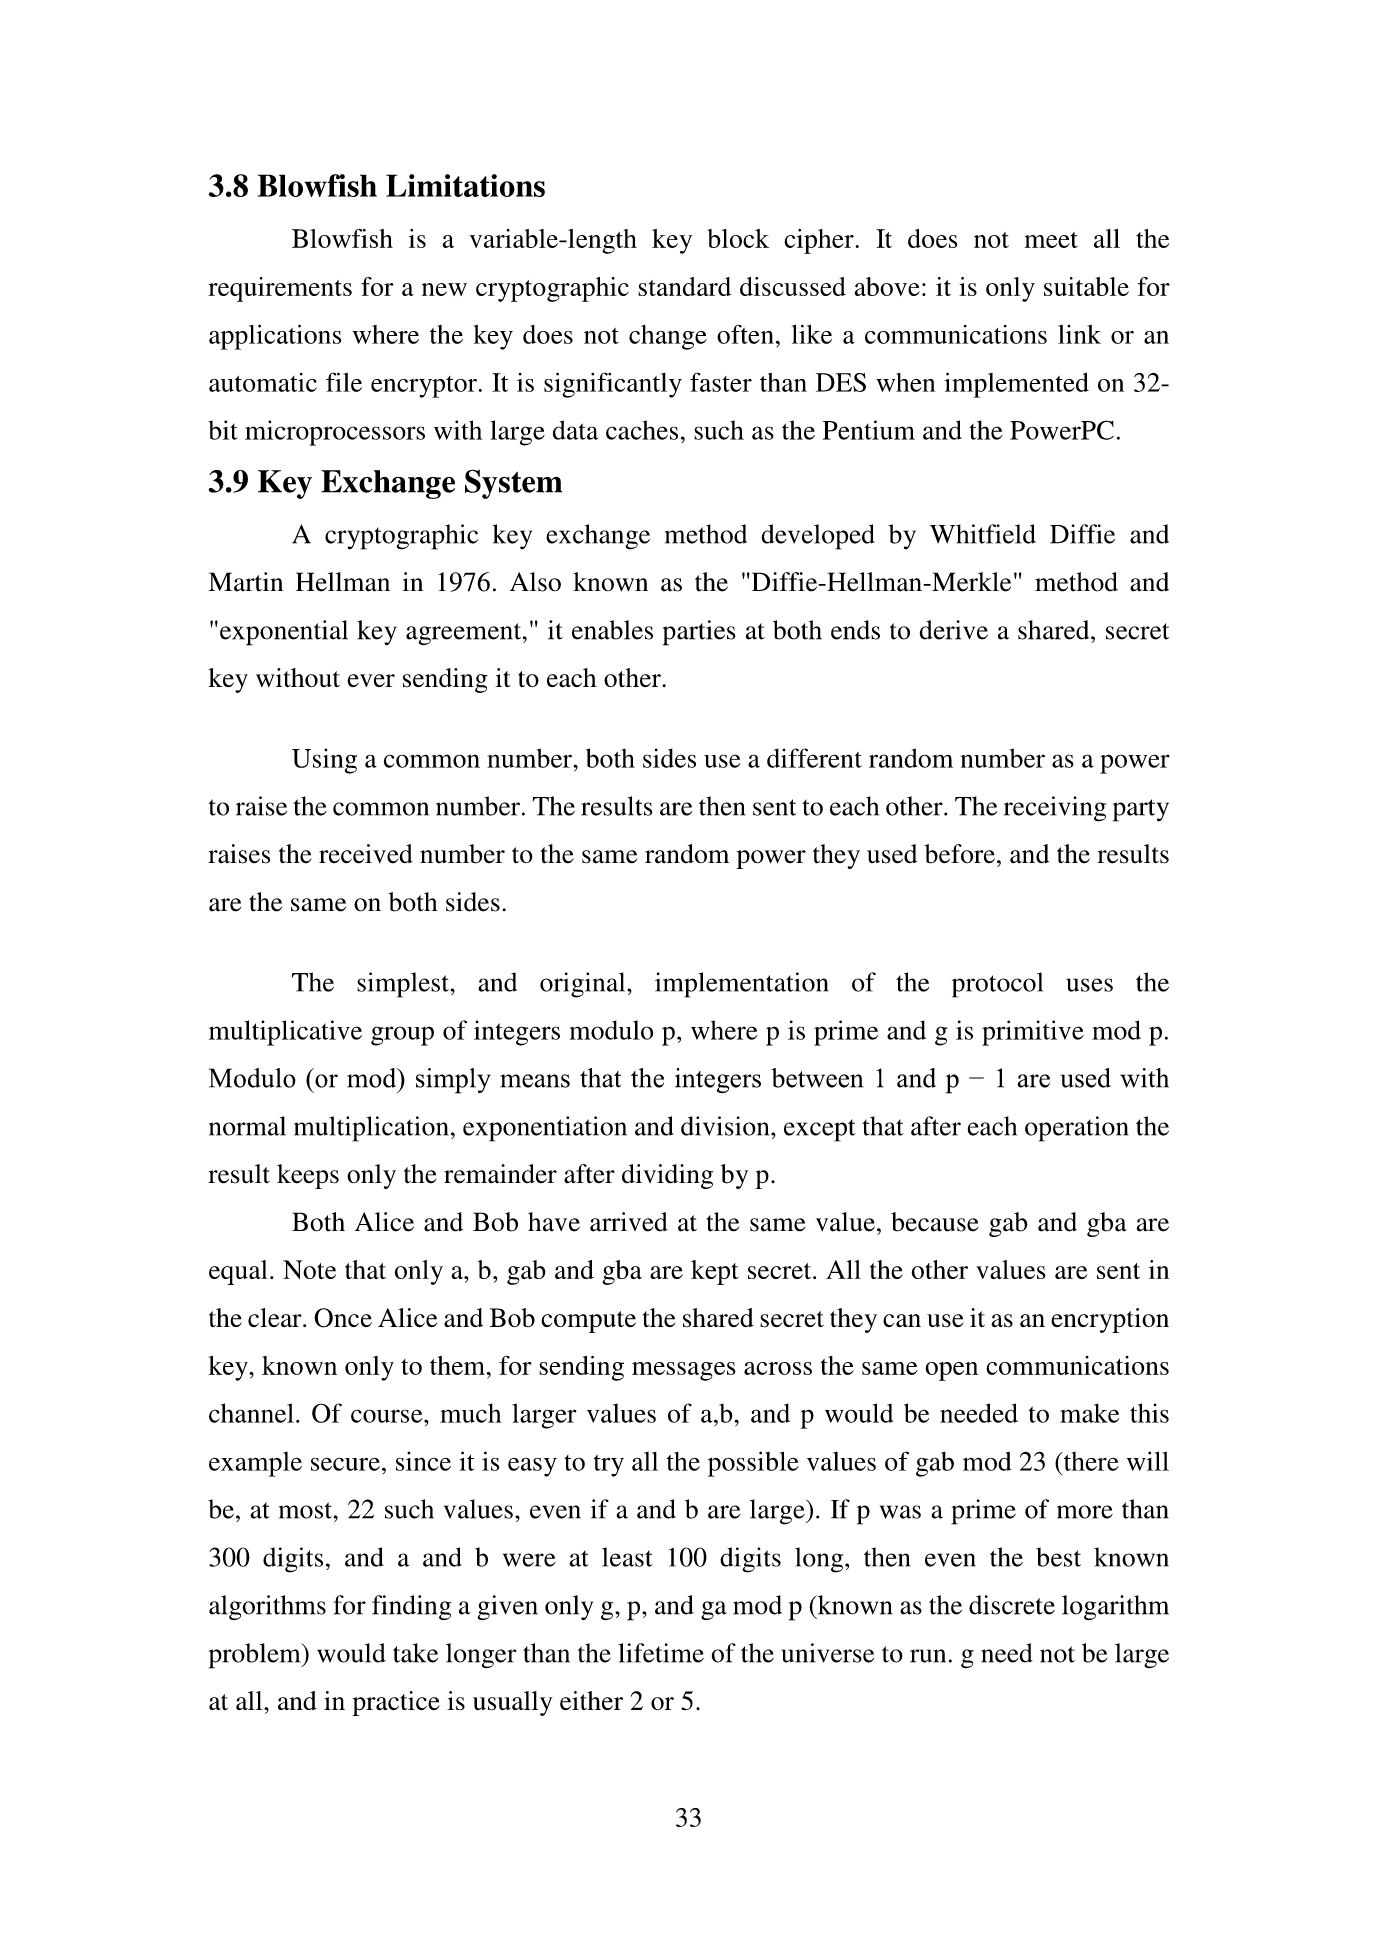 3.8 Blowfish Limitations
Blowfish is a variable-length key block cipher. It does not meet all the
requirements for a new cryptographic standard discussed above: it is only suitable for
applications where the key does not change often, like a communications link or an
automatic file encryptor. It is significantly faster than DES when implemented on 32-
bit microprocessors with large data caches, such as the Pentium and the PowerPC.
3.9 Key Exchange System
A cryptographic key exchange method developed by Whitfield Diffie and
Martin Hellman in 1976. Also known as the "Diffie-Hellman-Merkle" method and
"exponential key agreement," it enables parties at both ends to derive a shared, secret
key without ever sending it to each other.
Using a common number, both sides use a different random number as a power
to raise the common number. The results are then sent to each other. The receiving party
raises the received number to the same random power they used before, and the results
are the same on both sides.
The simplest, and original, implementation of the protocol uses the
multiplicative group of integers modulo p, where p is prime and g is primitive mod p.
Modulo (or mod) simply means that the integers between 1 and p − 1 are used with
normal multiplication, exponentiation and division, except that after each operation the
result keeps only the remainder after dividing by p.
Both Alice and Bob have arrived at the same value, because gab and gba are
equal. Note that only a, b, gab and gba are kept secret. All the other values are sent in
the clear. Once Alice and Bob compute the shared secret they can use it as an encryption
key, known only to them, for sending messages across the same open communications
channel. Of course, much larger values of a,b, and p would be needed to make this
example secure, since it is easy to try all the possible values of gab mod 23 (there will
be, at most, 22 such values, even if a and b are large). If p was a prime of more than
300 digits, and a and b were at least 100 digits long, then even the best known
algorithms for finding a given only g, p, and ga mod p (known as the discrete logarithm
problem) would take longer than the lifetime of the universe to run. g need not be large
at all, and in practice is usually either 2 or 5.
33